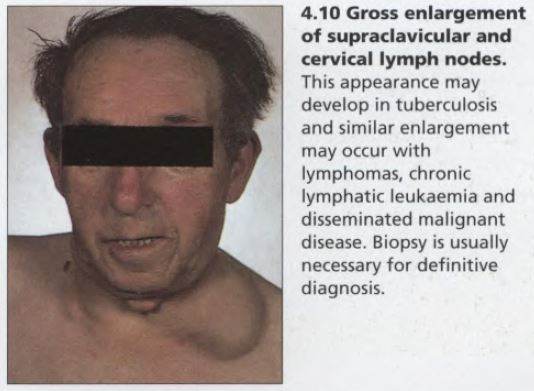 4.10 Gross enlargement
of supraclavicular and
cervical lymph nodes.
This appearance may
develop in tuberculosis
and similar enlargement
may occur with
lymphomas, chronic
lymphatic leukaemia and
disseminated malignant
disease. Biopsy is usually
necessary for definitive
diagnosis.